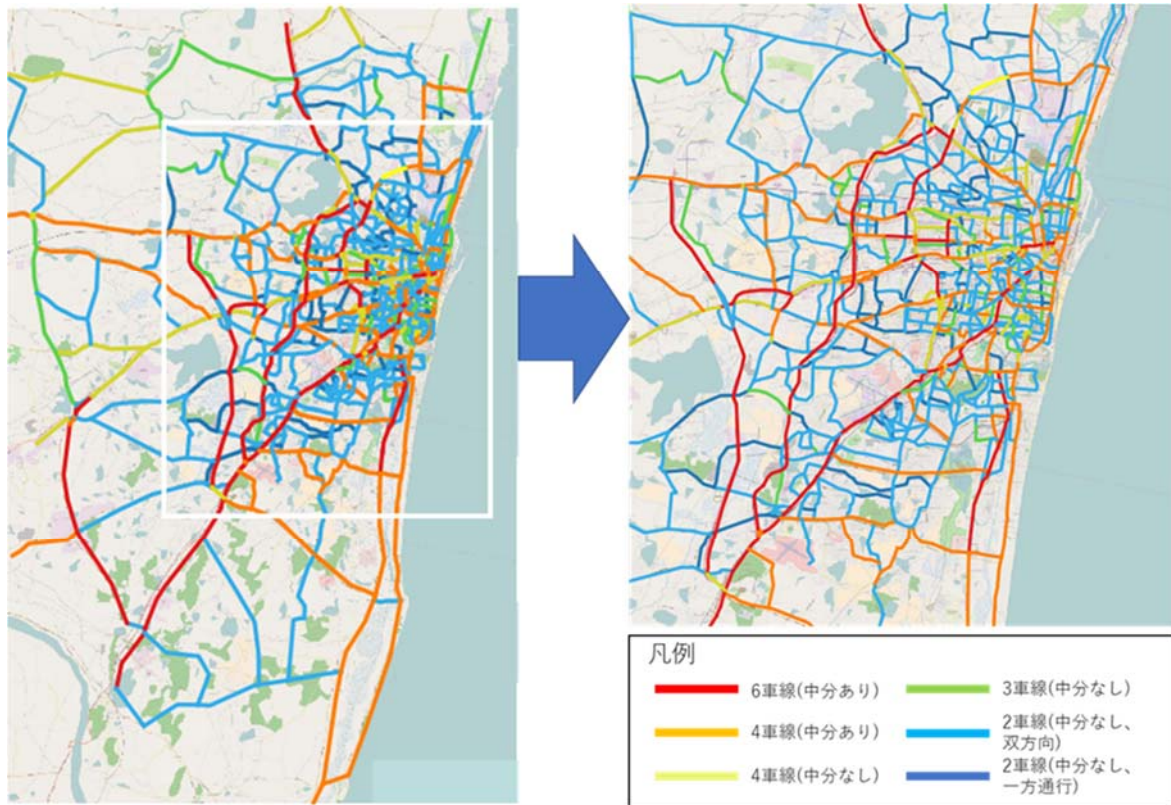 凡例
6車線(中分あり)
4車線(中分あり)
4車線(中分なし)
3車線(中分なし)
2車線(中分なし、
双方向)
2車線(中分なし、
一方通行)